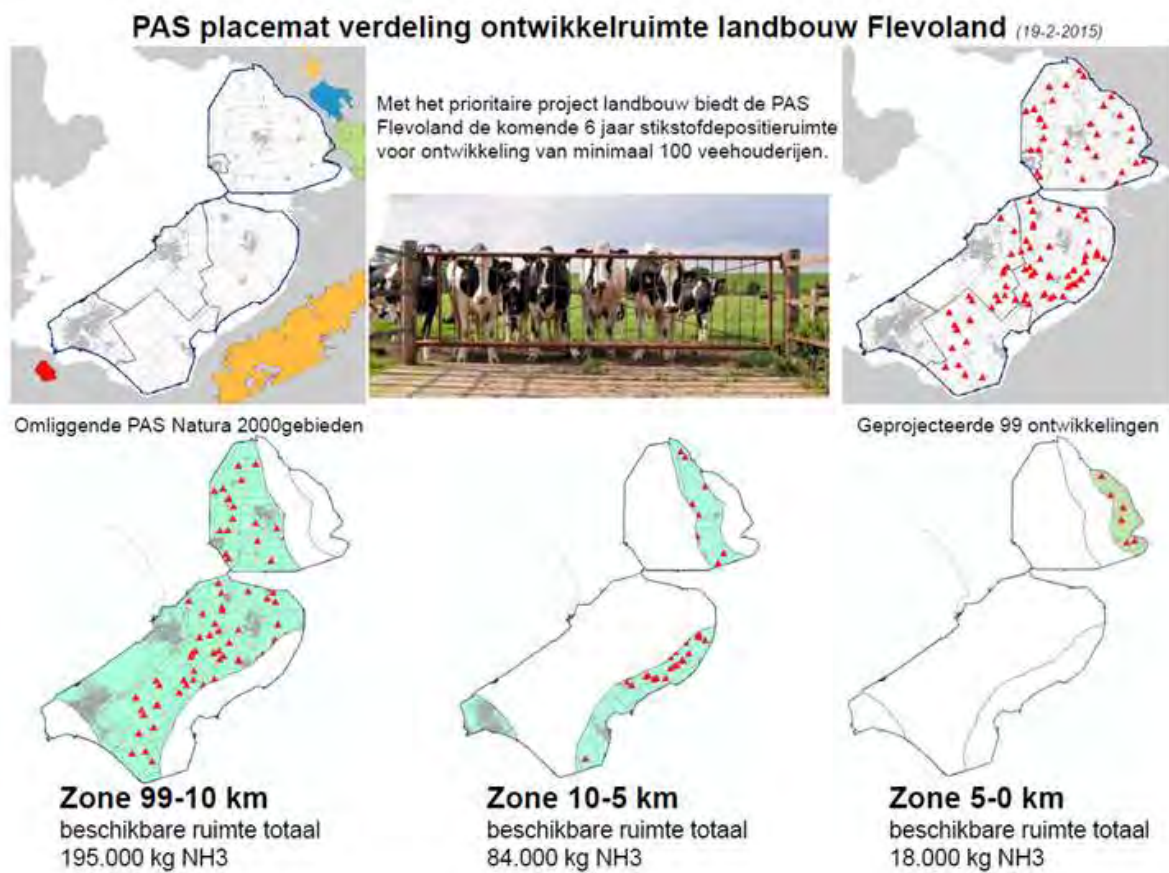 PAS placemat verdeling ontwikkelruimte landbouw Flevoland (19-2-2015)
Met het prioritaire project landbouw biedt de PAS
Flevoland de komende 6 jaar stikstofdepositieruimte
voor ontwikkeling van minimaal 100 veehouderijen.
Omliggende PAS Natura 2000gebieden
Geprojecteerde 99 ontwikkelingen
Zone 99-10 km
beschikbare ruimte totaal
195.000 kg NH3
Zone 10-5 km
beschikbare ruimte totaal
84.000 kg NH3
Zone 5-0 km
beschikbare ruimte totaal
18.000 kg NH3